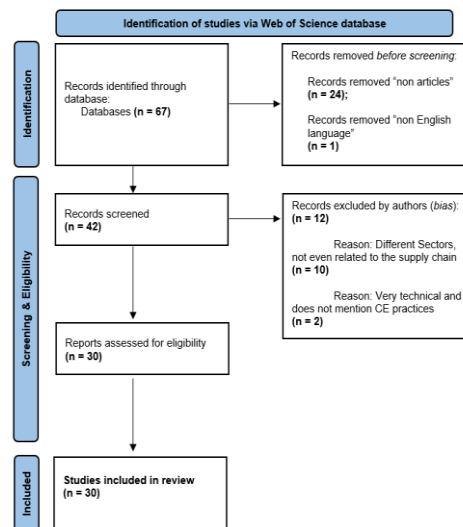 Identification of studies via Web of Science database
Identification
Records identified through
database:
Databases (n = 67)
Records removed before screening:
Records removed "non articles"
(n = 24);
Records removed "non English
language"
(n = 1)
Screening & Eligibility
Records screened
(n = 42)
Records excluded by authors (bias):
(n = 12)
Reason: Different Sectors,
not even related to the supply chain
(n = 10)
Reason: Very technical and
does not mention CE practices
(n = 2)
Reports assessed for eligibility
(n = 30)
Included
Studies included in review
(n = 30)